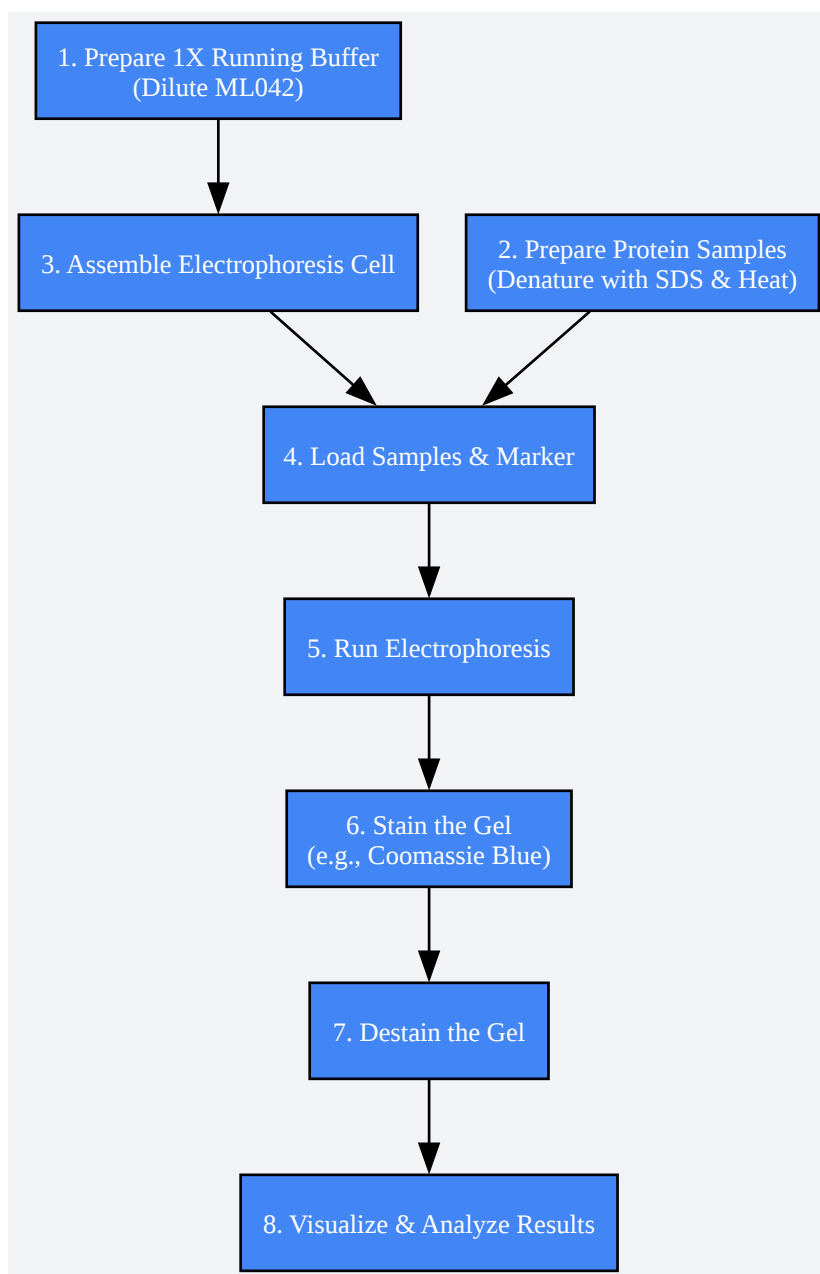 1. Prepare 1X Running Buffer
(Dilute ML042)
3. Assemble Electrophoresis Cell
2. Prepare Protein Samples
(Denature with SDS & Heat)
4. Load Samples & Marker
5. Run Electrophoresis
6. Stain the Gel
(e.g., Coomassie Blue)
7. Destain the Gel
8. Visualize & Analyze Results